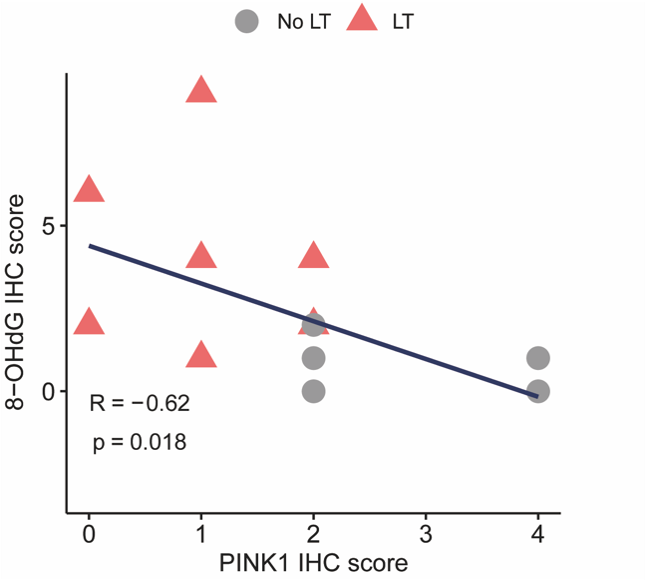 No LT LT
8−OHdG IHC score
5
0
R = −0.62
p = 0.018
0 1 2 3 4
PINK1 IHC score